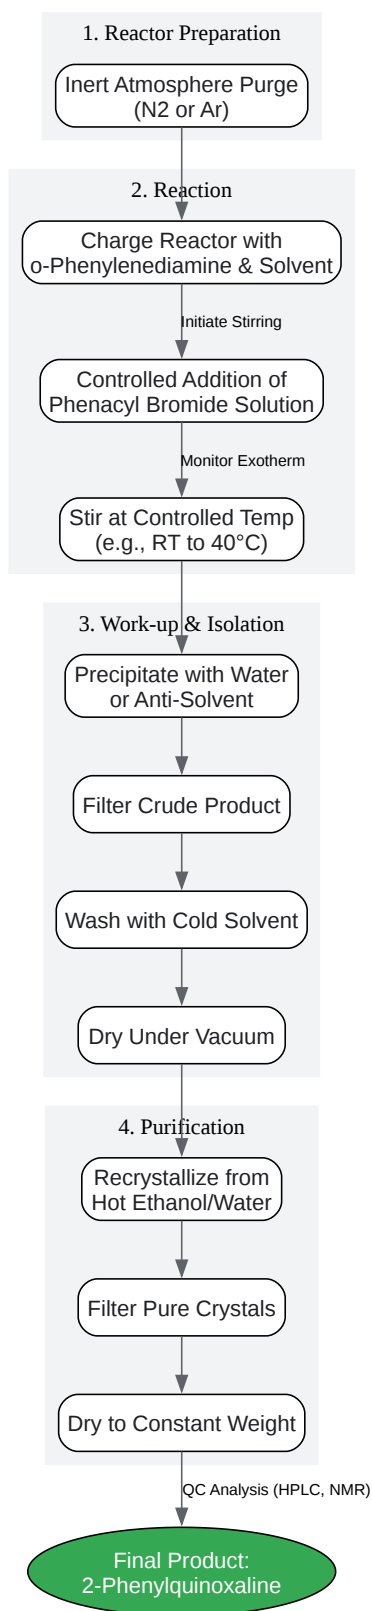 1. Reactor Preparation
Inert Atmosphere Purge
(N2 or Ar)
2. Reaction
Charge Reactor with
o-Phenylenediamine & Solvent
Initiate Stirring
Controlled Addition of
Phenacyl Bromide Solution
Monitor Exotherm
Stir at Controlled Temp
(e.g., RT to 40°C)
3. Work-up & Isolation
Precipitate with Water
or Anti-Solvent
Filter Crude Product
Wash with Cold Solvent
Dry Under Vacuum
4. Purification
Recrystallize from
Hot Ethanol/Water
Filter Pure Crystals
Dry to Constant Weight
QC Analysis (HPLC, NMR)
Final Product:
2-Phenylquinoxaline